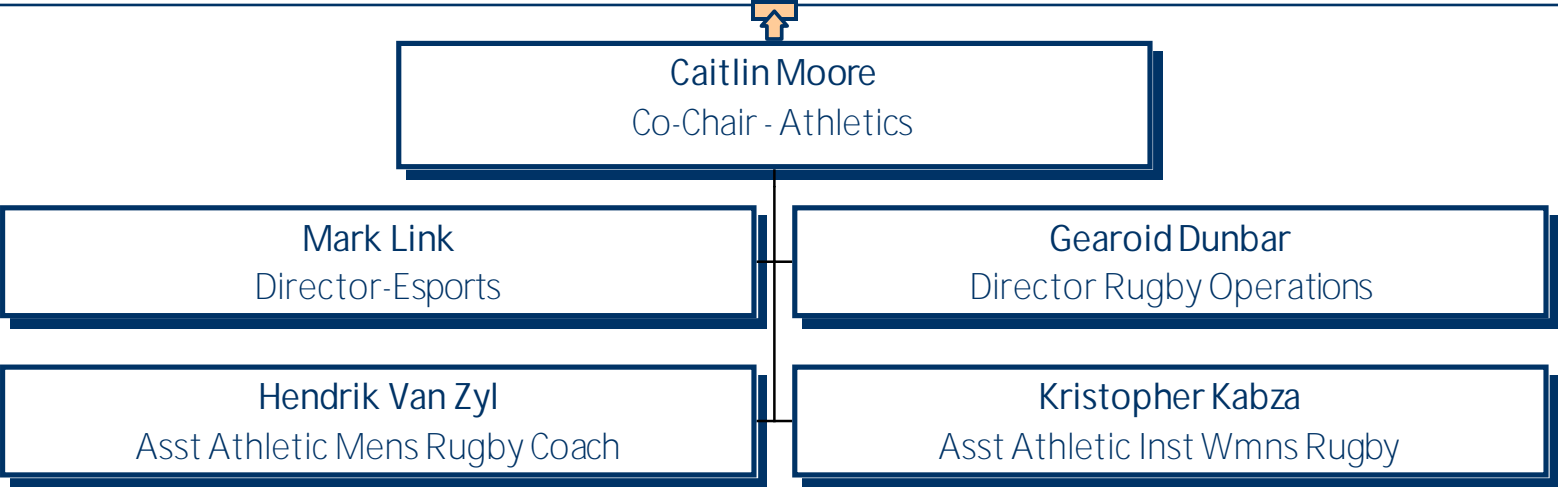 Caitlin Moore
Co-Chair - Athletics
Mark Link
Director-Esports
Gearoid Dunbar
Director Rugby Operations
Hendrik Van Zyl
Asst Athletic Mens Rugby Coach
Kristopher Kabza
Asst Athletic Inst Wmns Rugby